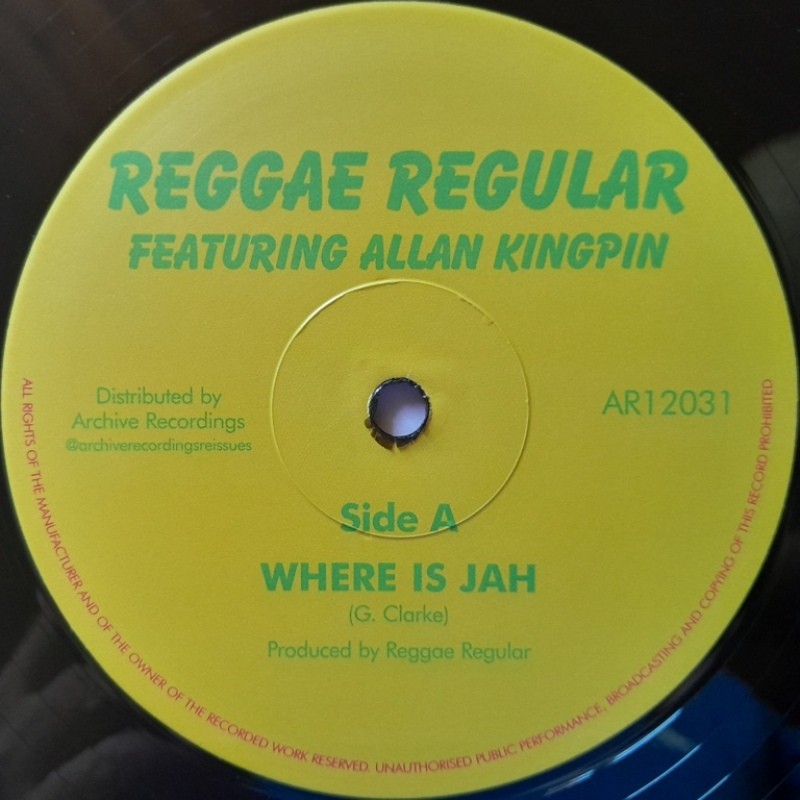 REGGAE REGULAR
FEATURING ALLAN KINGPIN
Distributed by
Archive Recordings
@archiverecordingsreissues
AR12031
Side A
WHERE IS JAH
(G. Clarke)
Produced by Reggae Regular
ALL RIGHTS OF THE MANUFACTURER AND OF THE OWNER OF THE RECORDED WORK RESERVED. UNAUTHORISED PUBLIC PERFORMANCE, BROADCASTING AND COPYING OF THIS RECORD PROHIBITED